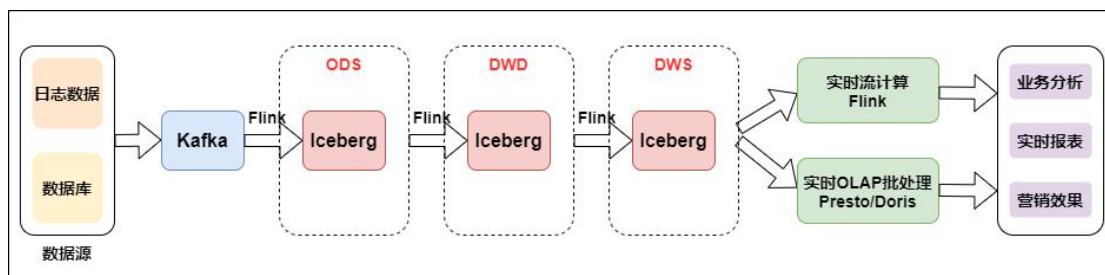 日志数据
数据库
数据源
Kafka
Flink
ODS
Iceberg
Flink
DWD
Iceberg
Flink
DWS
Iceberg
实时流计算
Flink
实时OLAP批处理
Presto/Doris
业务分析
实时报表
营销效果